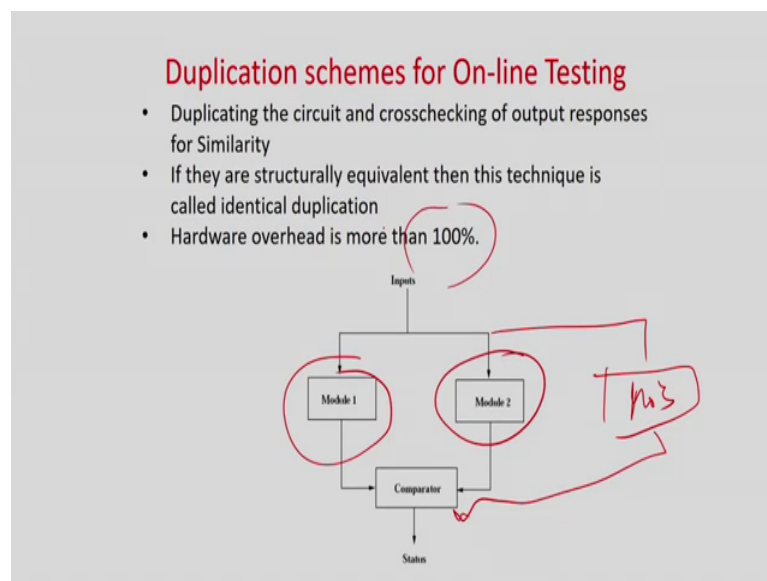 Duplication schemes for On-line Testing
• Duplicating the circuit and crosschecking of output responses
for Similarity
• If they are structurally equivalent then this technique is
called identical duplication
• Hardware overhead is more than 100%.
Inputs
Module 1
Module 2
Comparator
Status